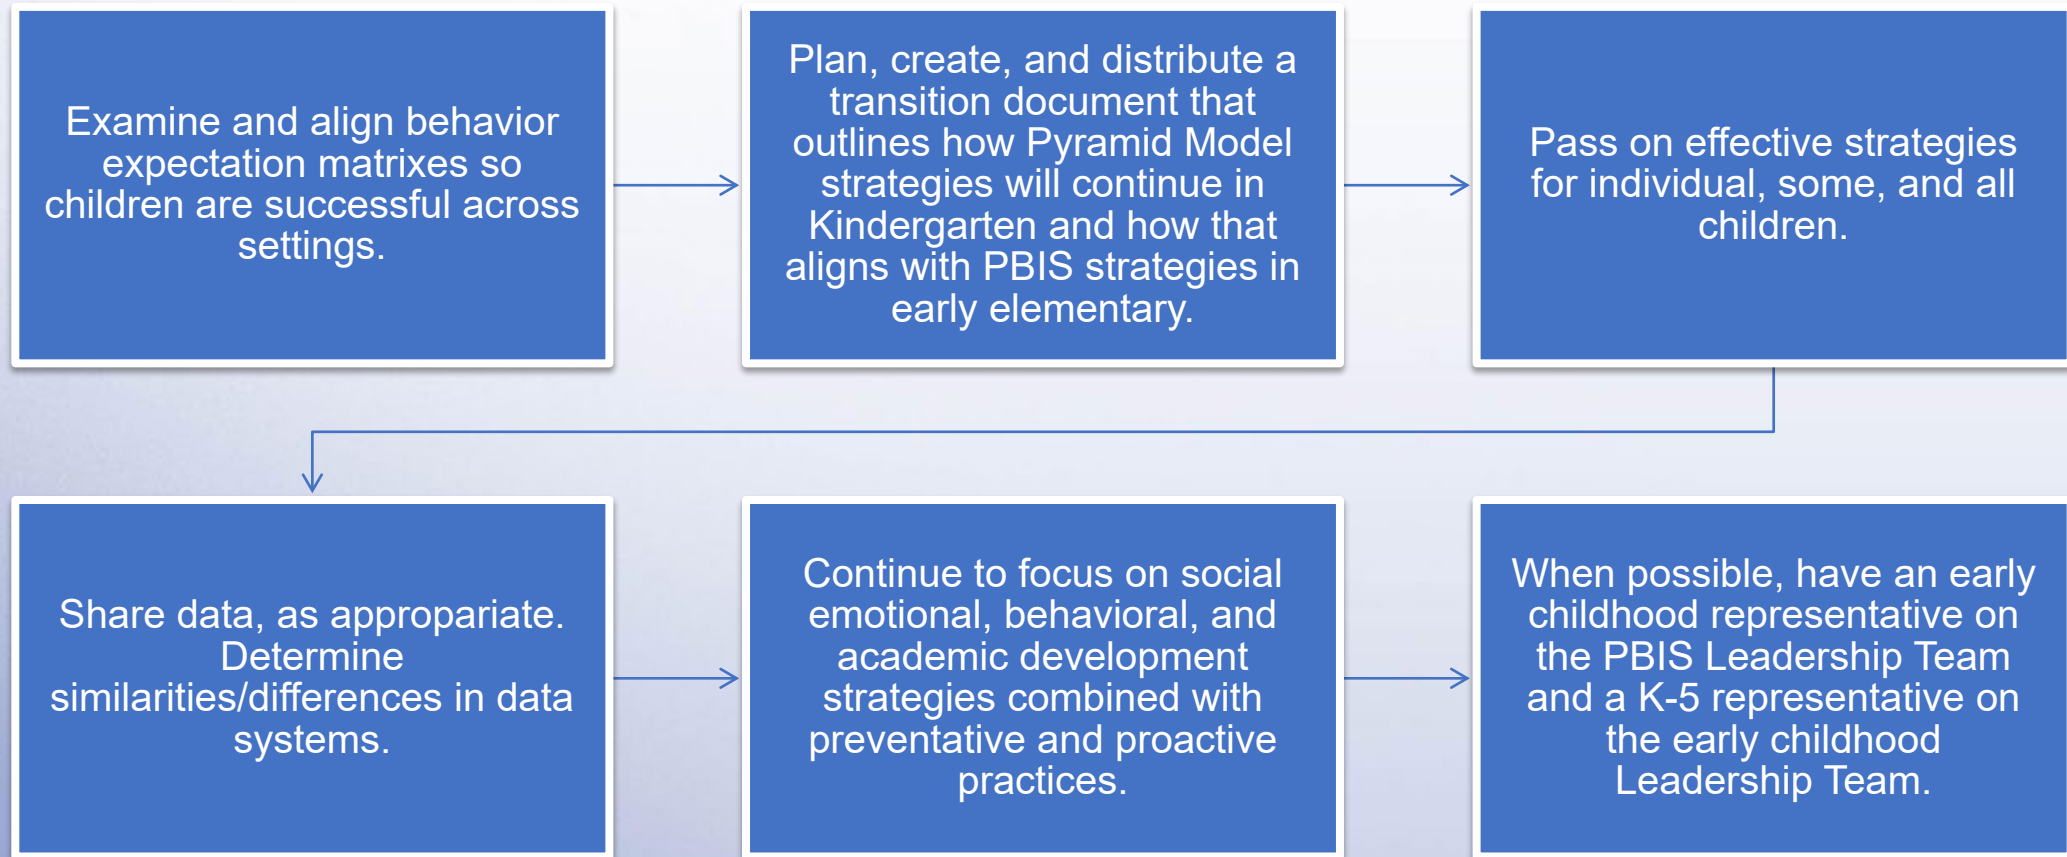 Examine and align behavior
expectation matrixes so
children are successful across
settings.
Plan, create, and distribute a
transition document that
outlines how Pyramid Model
strategies will continue in
Kindergarten and how that
aligns with PBIS strategies in
early elementary.
Pass on effective strategies
for individual, some, and all
children.
Share data, as appropariate.
Determine
similarities/differences in data
systems.
Continue to focus on social
emotional, behavioral, and
academic development
strategies combined with
preventative and proactive
practices.
When possible, have an early
childhood representative on
the PBIS Leadership Team
and a K-5 representative on
the early childhood
Leadership Team.